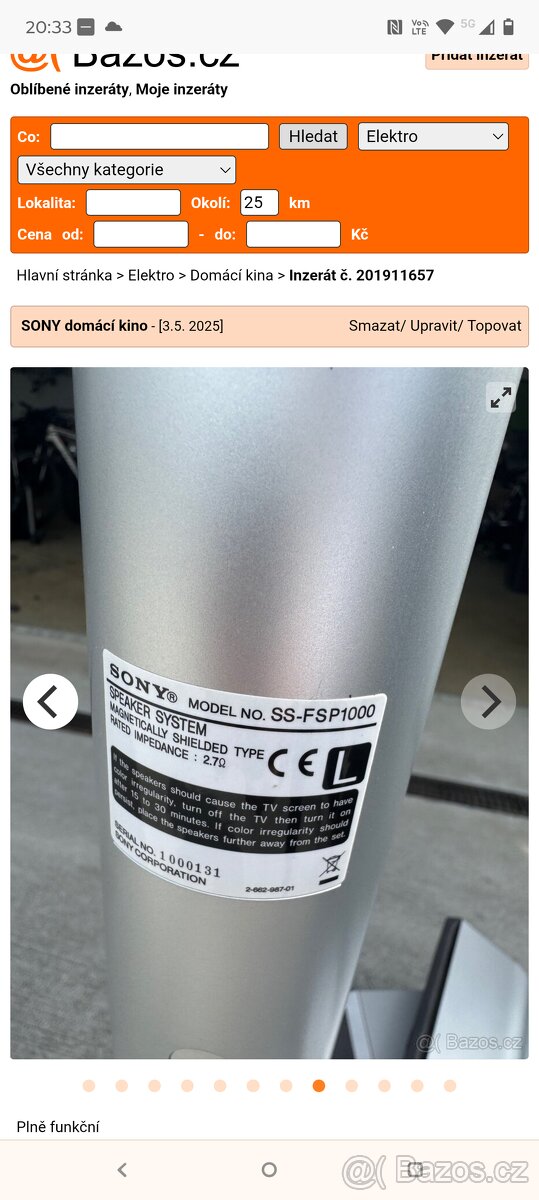 20:33
5G
Vo) LTE
@( Bazos.cz
Přidat inzerát
Oblíbené inzeráty, Moje inzeráty
Co: Hledat Elektro
Všechny kategorie
Lokalita: Okolí: 25 km
Cena od: - do: Kč
Hlavní stránka > Elektro > Domácí kina > Inzerát č. 201911657
SONY domácí kino - [3.5. 2025] Smazat/ Upravit/ Topovat
SONY® MODEL NO. SS-FSP1000
SPEAKER SYSTEM
MAGNETICALLY SHIELDED TYPE
RATED IMPEDANCE : 2.7Ω
CE L
If the speakers should cause the TV screen to have
color irregularity, turn off the TV then turn it on
after 15 to 30 minutes. If color irregularity should
persist, place the speakers further away from the set.
SERIAL NO. 1000131
SONY CORPORATION
2-662-987-01
@( Bazos.cz
Plně funkční
@( Bazos.cz